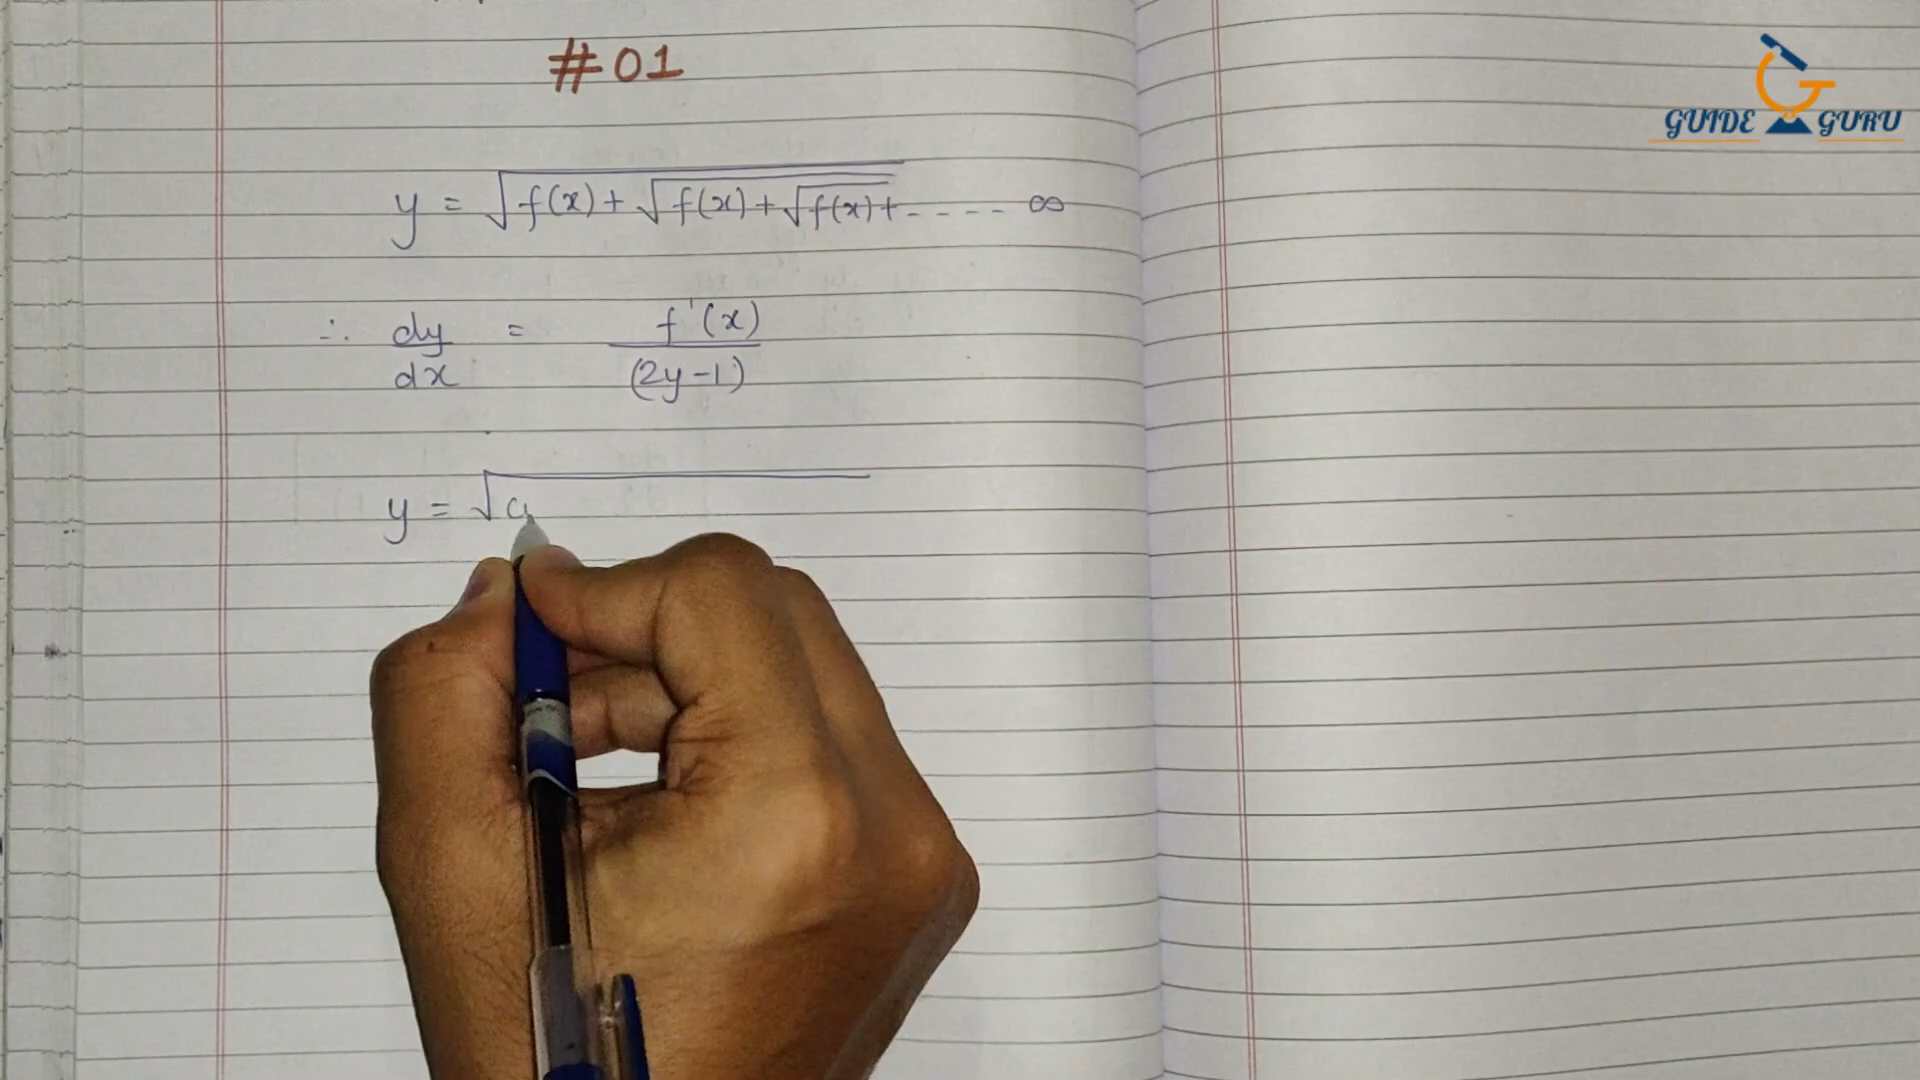 #01
GUIDE GURU
y = √f(x) + √f(x) + √f(x) + - - - - ∞
∴ dy/dx = f'(x)/(2y-1)
y = √